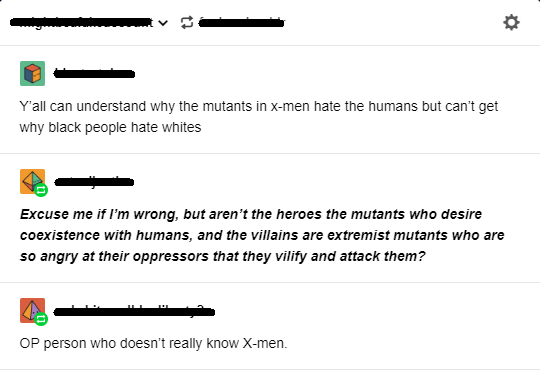 Y'all can understand why the mutants in x-men hate the humans but can't get
why black people hate whites
Excuse me if I'm wrong, but aren't the heroes the mutants who desire
coexistence with humans, and the villains are extremist mutants who are
so angry at their oppressors that they vilify and attack them?
OP person who doesn't really know X-men.